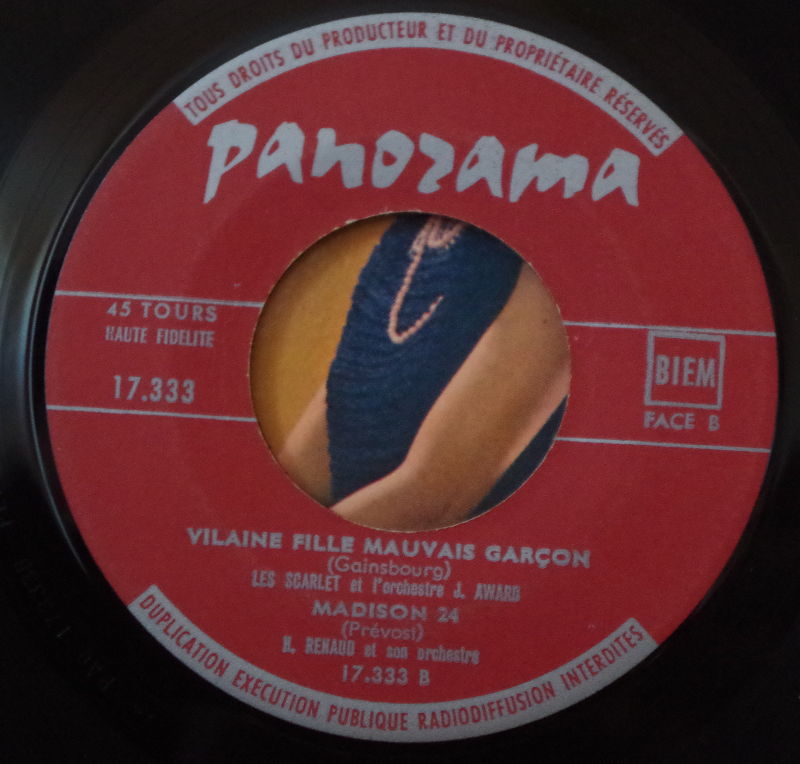 TOUS DROITS DU PRODUCTEUR ET DU PROPRIÉTAIRE RÉSERVÉS
panorama
45 TOURS
HAUTE FIDELITE
17.333
BIEM
FACE B
VILAINE FILLE MAUVAIS GARÇON
(Gainsbourg)
LES SCARLET et l'orchestre J. AWARD
MADISON 24
(Prévost)
H. RENAUD et son orchestre
17.333 B
DUPLICATION EXECUTION PUBLIQUE RADIODIFFUSION INTERDITES